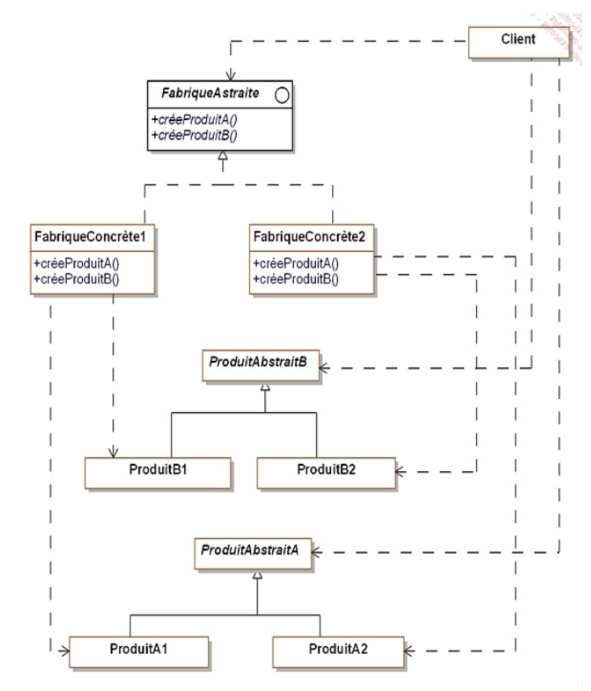 Client
FabriqueAstraite
+créeProduitA()
+créeProduitB()
FabriqueConcrète1
+créeProduitA()
+créeProduitB()
FabriqueConcrète2
+créeProduitA()
+créeProduitB()
ProduitAbstraitB
ProduitB1
ProduitB2
ProduitAbstraitA
ProduitA1
ProduitA2